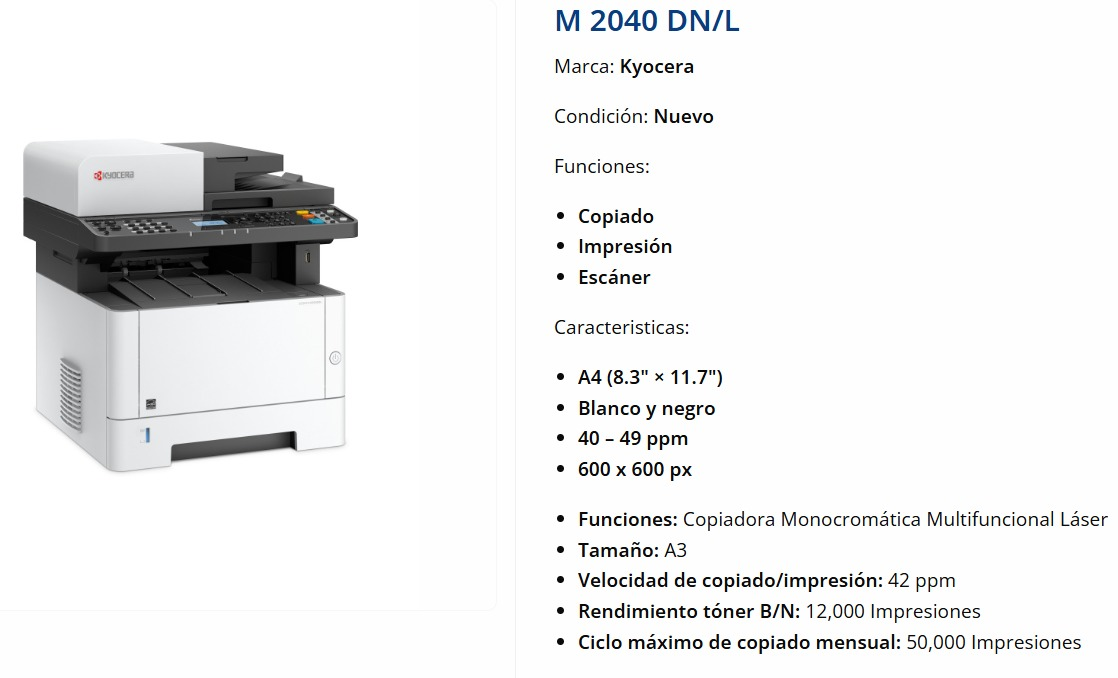 M 2040 DN/L
Marca: Kyocera
Condición: Nuevo
Funciones:
Copiado
Impresión
Escáner
Caracteristicas:
A4 (8.3" × 11.7")
Blanco y negro
40 – 49 ppm
600 x 600 px
Funciones: Copiadora Monocromática Multifuncional Láser
Tamaño: A3
Velocidad de copiado/impresión: 42 ppm
Rendimiento tóner B/N: 12,000 Impresiones
Ciclo máximo de copiado mensual: 50,000 Impresiones
KYOCERA